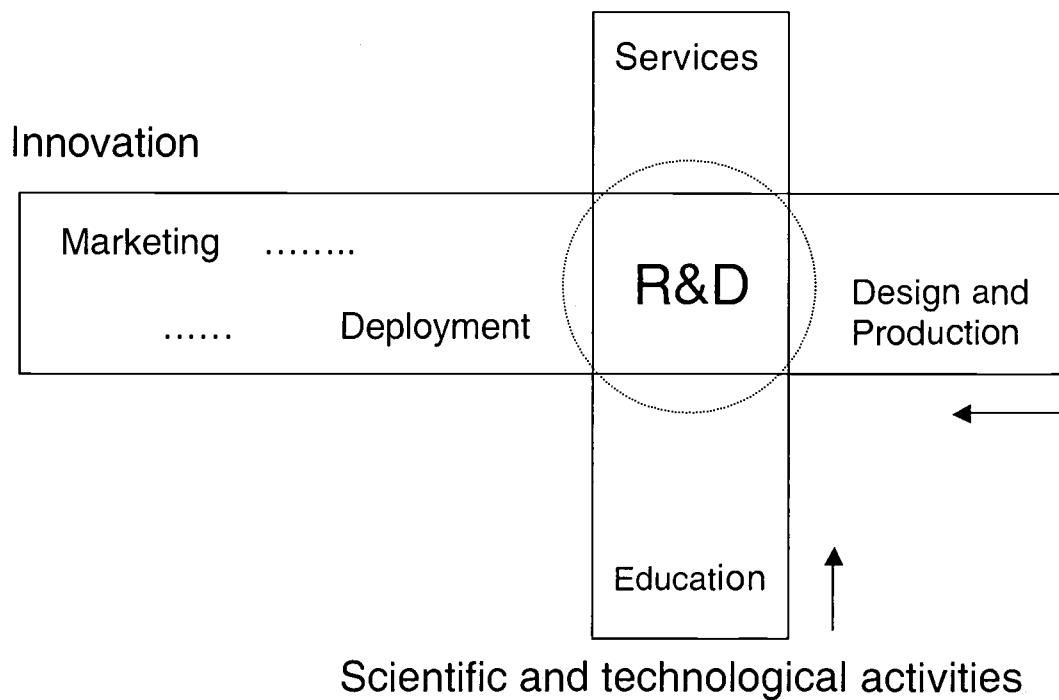 Services
Innovation
Marketing ........
R&D
Design and
Production
...... Deployment
Education
Scientific and technological activities